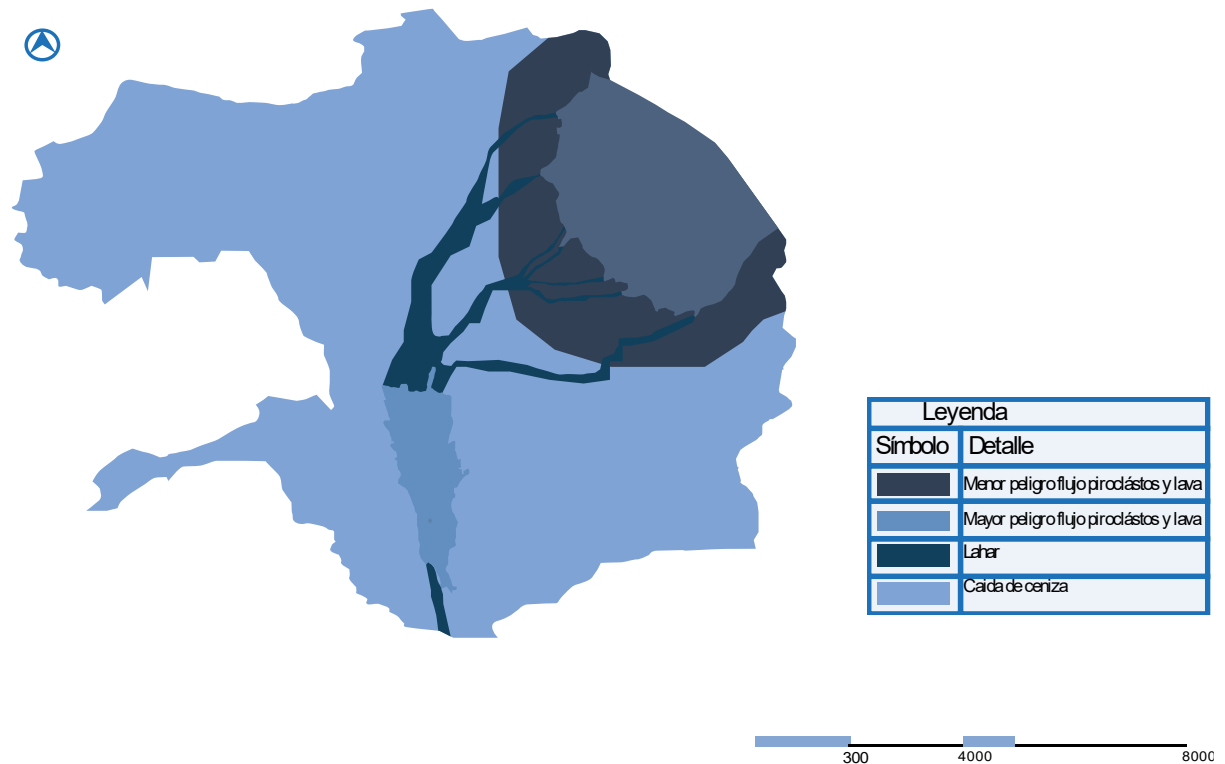 Leyenda
Símbolo Detalle
Menor peligro flujo piroclástos y lava
Mayor peligro flujo piroclástos y lava
Lahar
Caida de ceniza
300 4000 8000